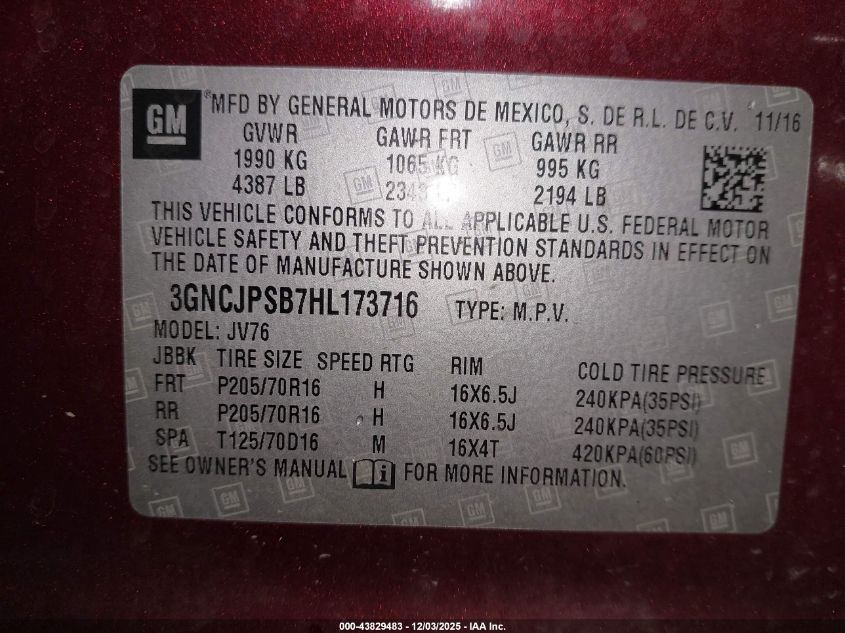 GM ®MFD BY GENERAL MOTORS DE MEXICO, S. DE R.L. DE C.V. 11/16
GVWR GAWR FRT GAWR RR
1990 KG 1065 KG 995 KG
4387 LB 2194 LB
THIS VEHICLE CONFORMS TO ALL APPLICABLE U.S. FEDERAL MOTOR
VEHICLE SAFETY AND THEFT PREVENTION STANDARDS IN EFFECT ON
THE DATE OF MANUFACTURE SHOWN ABOVE.
3GNCJPSB7HL173716 TYPE: M.P.V.
MODEL: JV76
JBBK TIRE SIZE SPEED RTG RIM COLD TIRE PRESSURE
FRT P205/70R16 H 16X6.5J 240KPA(35PSI)
RR P205/70R16 H 16X6.5J 240KPA(35PSI)
SPA T125/70D16 M 16X4T 420KPA(60PSI)
SEE OWNER'S MANUAL i FOR MORE INFORMATION.
000-43829483 - 12/03/2025 - IAA Inc.